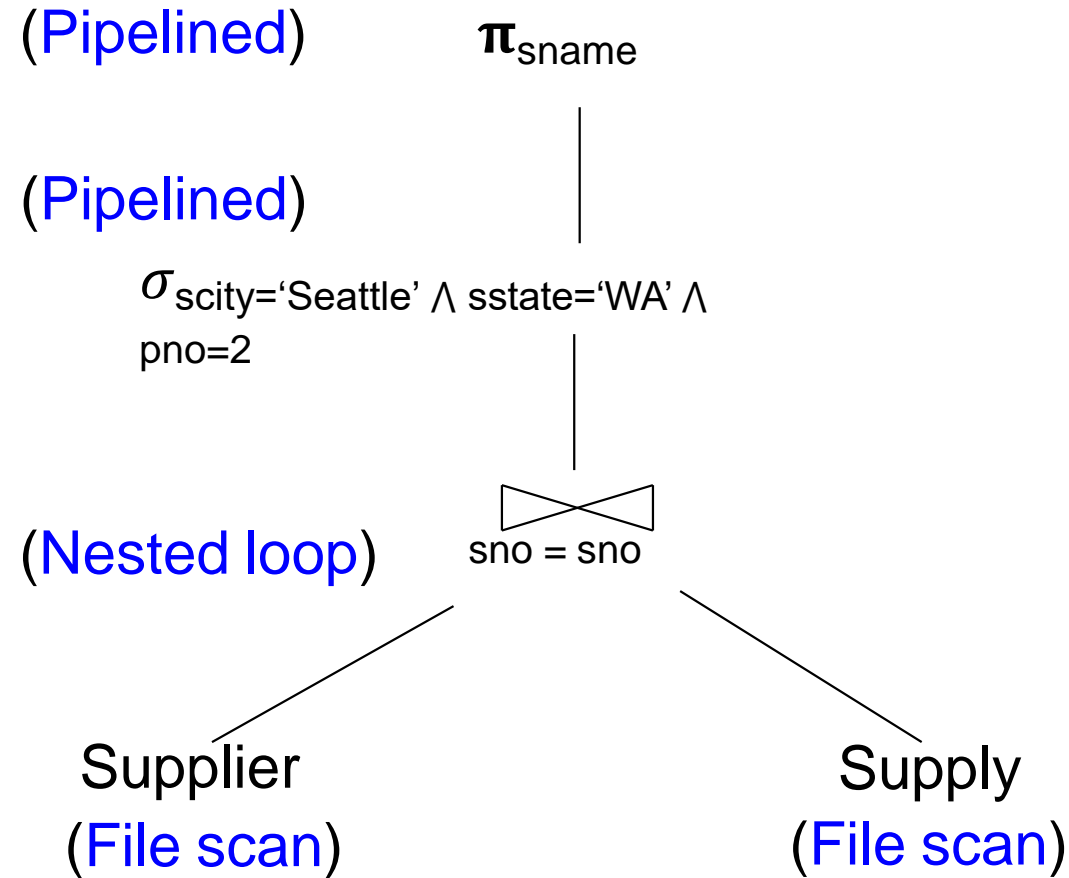 (Pipelined) πsname
(Pipelined)
σscity=‘Seattle’ ∧ sstate=‘WA’ ∧
pno=2
(Nested loop) sno = sno
Supplier Supply
(File scan) (File scan)